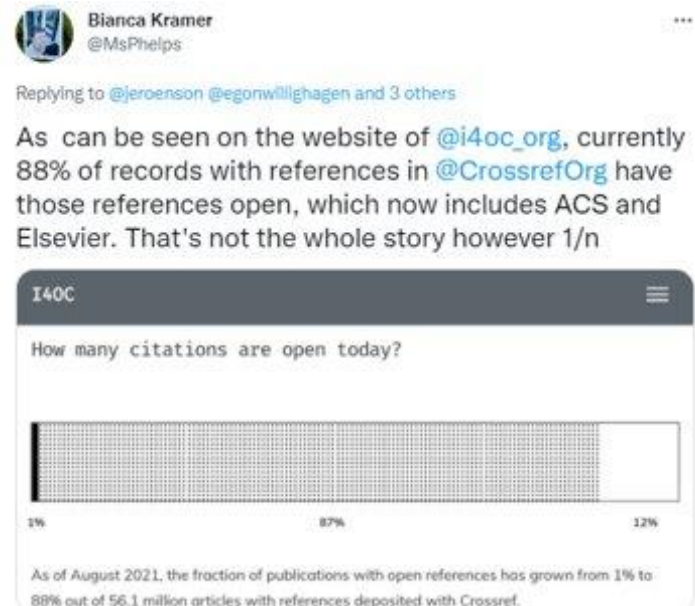 Bianca Kramer
@MsPhelps
Replying to @jeroenson @egonwillighagen and 3 others
As can be seen on the website of @i4oc_org, currently
88% of records with references in @CrossrefOrg have
those references open, which now includes ACS and
Elsevier. That's not the whole story however 1/n
I4OC
How many citations are open today?
1% 87% 12%
As of August 2021, the fraction of publications with open references has grown from 1% to
88% out of 56.1 million articles with references deposited with Crossref.